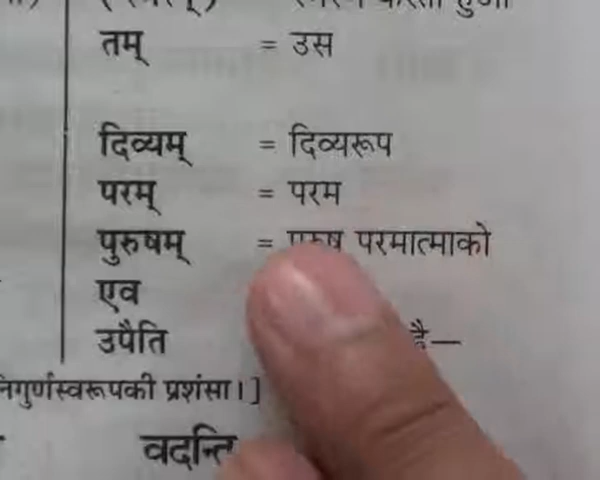 तम् = उस
दिव्यम् = दिव्यरूप
परम् = परम
पुरुषम् = पुरुष परमात्माको
एव
उपैति है—
निर्गुणस्वरूपकी प्रशंसा।]
वदन्ति